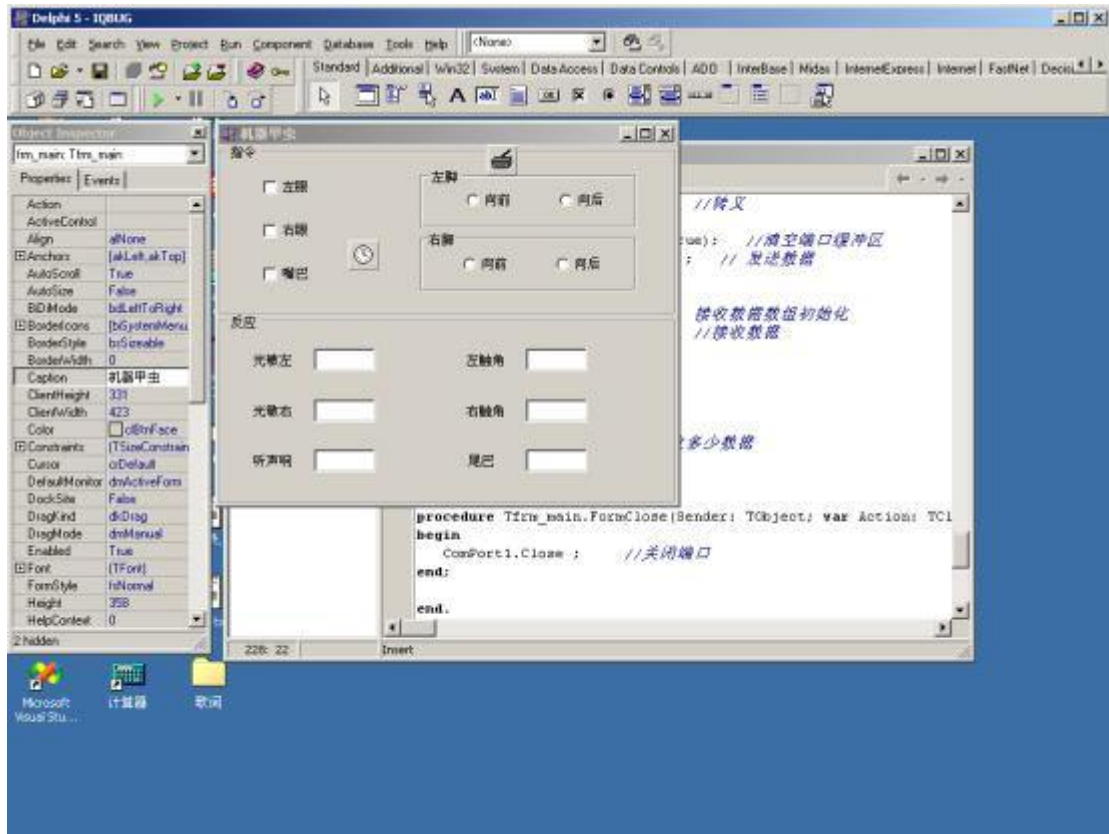 Delphi 5 - IQBUG
File Edit Search View Project Run Component Database Tools Help <None>
Standard Additional Win32 System Data Access Data Controls ADO InterBase Midas InternetExpress Internet FastNet Decisi
Object Inspector
frm_main: Tfrm_main
Properties Events
Action
ActiveControl
Align alNone
Anchors [akLeft,akTop]
AutoScroll True
AutoSize False
BiDiMode bdLeftToRight
BorderIcons [biSystemMenu
BorderStyle bsSizeable
BorderWidth 0
Caption 机器甲虫
ClientHeight 331
ClientWidth 423
Color clBtnFace
Constraints (TSizeConstrain
Cursor crDefault
DefaultMonitor dmActiveForm
DockSite False
DragKind dkDrag
DragMode dmManual
Enabled True
Font (TFont)
FormStyle fsNormal
Height 358
HelpContext 0
2 hidden
机器甲虫
指令
左眼
右眼
嘴巴
左脚
向前 向后
右脚
向前 向后
反应
光敏左 左触角
光敏右 右触角
听声响 尾巴
//转义
ue); //清空端口缓冲区
; // 发送数据
接收数据数组初始化
//接收数据
多少数据
procedure Tfrm_main.FormClose(Sender: TObject; var Action: TCl
begin
ComPort1.Close ; //关闭端口
end;
end.
228: 22 Insert
Microsoft Visual Stu...
计算器
歌词